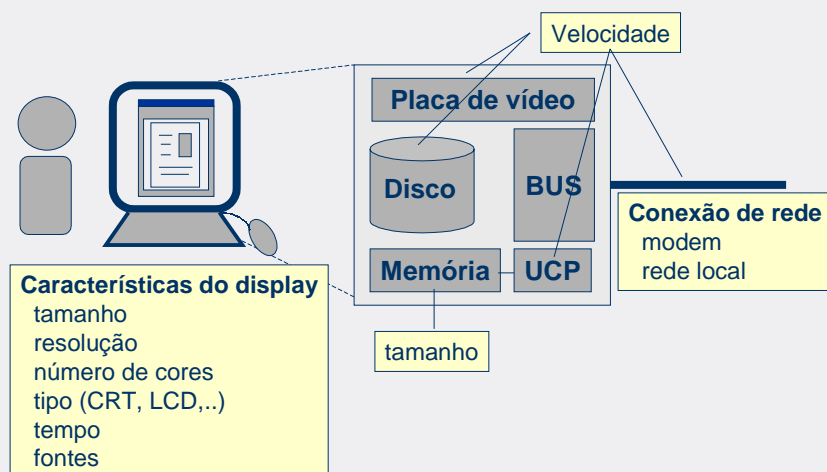 Velocidade
Placa de vídeo
Disco
BUS
Memória
UCP
tamanho
Conexão de rede
modem
rede local
Características do display
tamanho
resolução
número de cores
tipo (CRT, LCD,..)
tempo
fontes